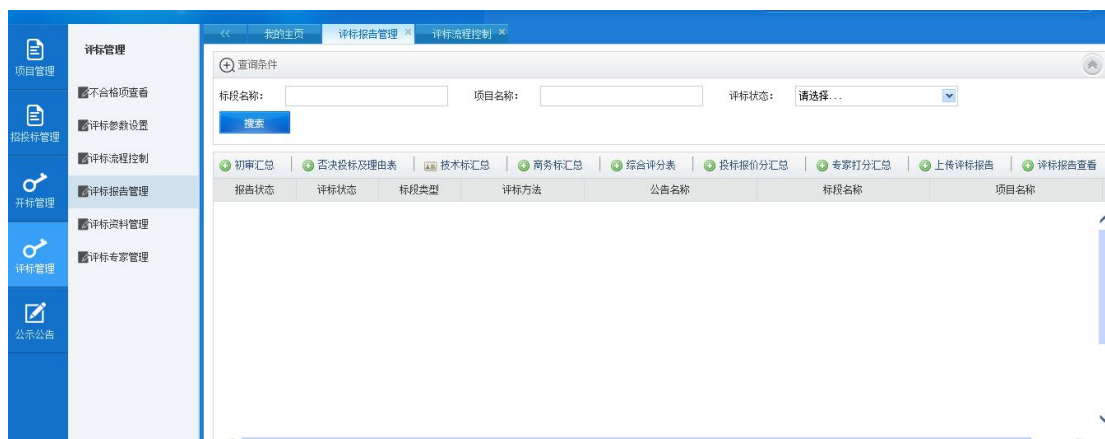 << 我的主页 评标报告管理 × 评标流程控制 ×
项目管理
招投标管理
开标管理
评标管理
公示公告
评标管理
不合格项查看
评标参数设置
评标流程控制
评标报告管理
评标资料管理
评标专家管理
查询条件
标段名称: 项目名称: 评标状态: 请选择...
搜索
初审汇总 否决投标及理由表 技术标汇总 商务标汇总 综合评分表 投标报价分汇总 专家打分汇总 上传评标报告 评标报告查看
报告状态 评标状态 标段类型 评标方法 公告名称 标段名称 项目名称